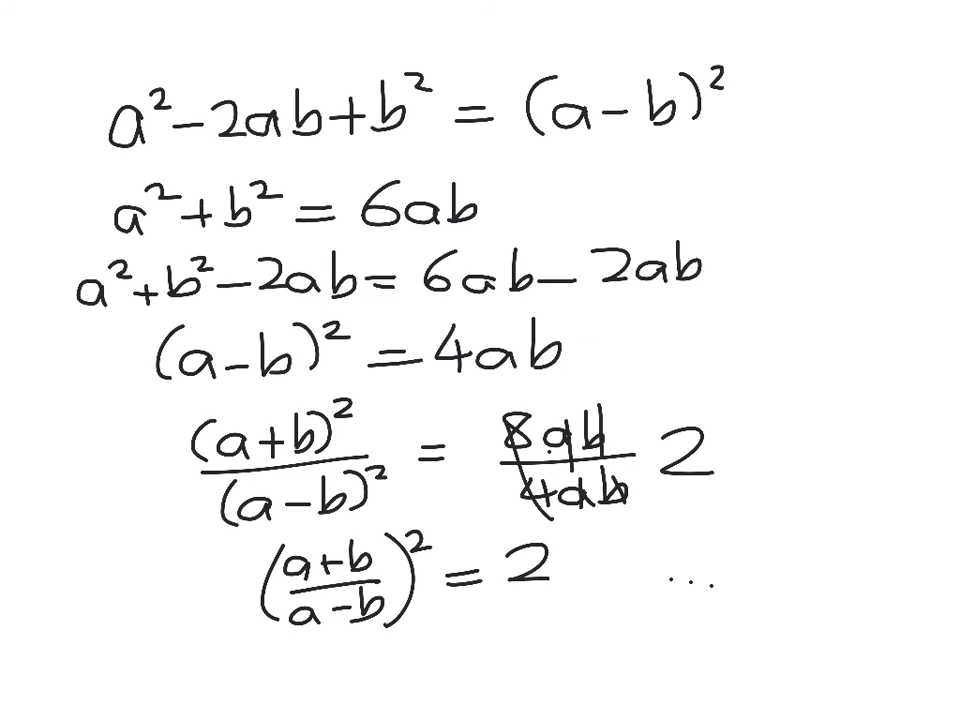 a² - 2ab + b² = (a - b)²
a² + b² = 6ab
a² + b² - 2ab = 6ab - 2ab
(a - b)² = 4ab
(a + b)² / (a - b)² = 8ab / 4ab 2
((a + b) / (a - b))² = 2 ...